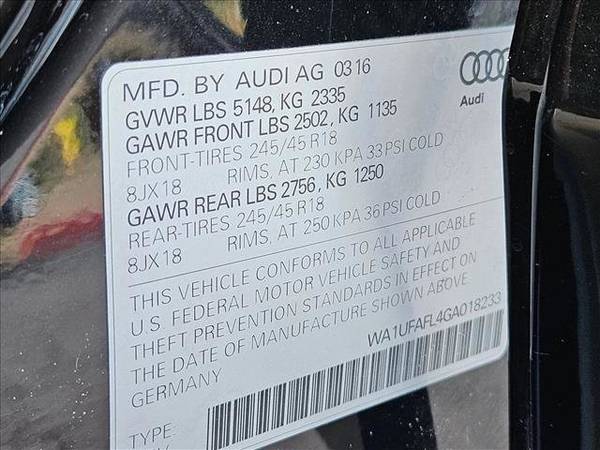 MFD. BY AUDI AG 03 16
GVWR LBS 5148, KG 2335
GAWR FRONT LBS 2502, KG 1135
FRONT-TIRES 245/45 R18
8JX18 RIMS, AT 230 KPA 33 PSI COLD
GAWR REAR LBS 2756, KG 1250
REAR-TIRES 245/45 R18
8JX18 RIMS, AT 250 KPA 36 PSI COLD
THIS VEHICLE CONFORMS TO ALL APPLICABLE
U.S. FEDERAL MOTOR VEHICLE SAFETY AND
THEFT PREVENTION STANDARDS IN EFFECT ON
THE DATE OF MANUFACTURE SHOWN ABOVE.
GERMANY WA1UFAFL4GA018233
TYPE
Audi